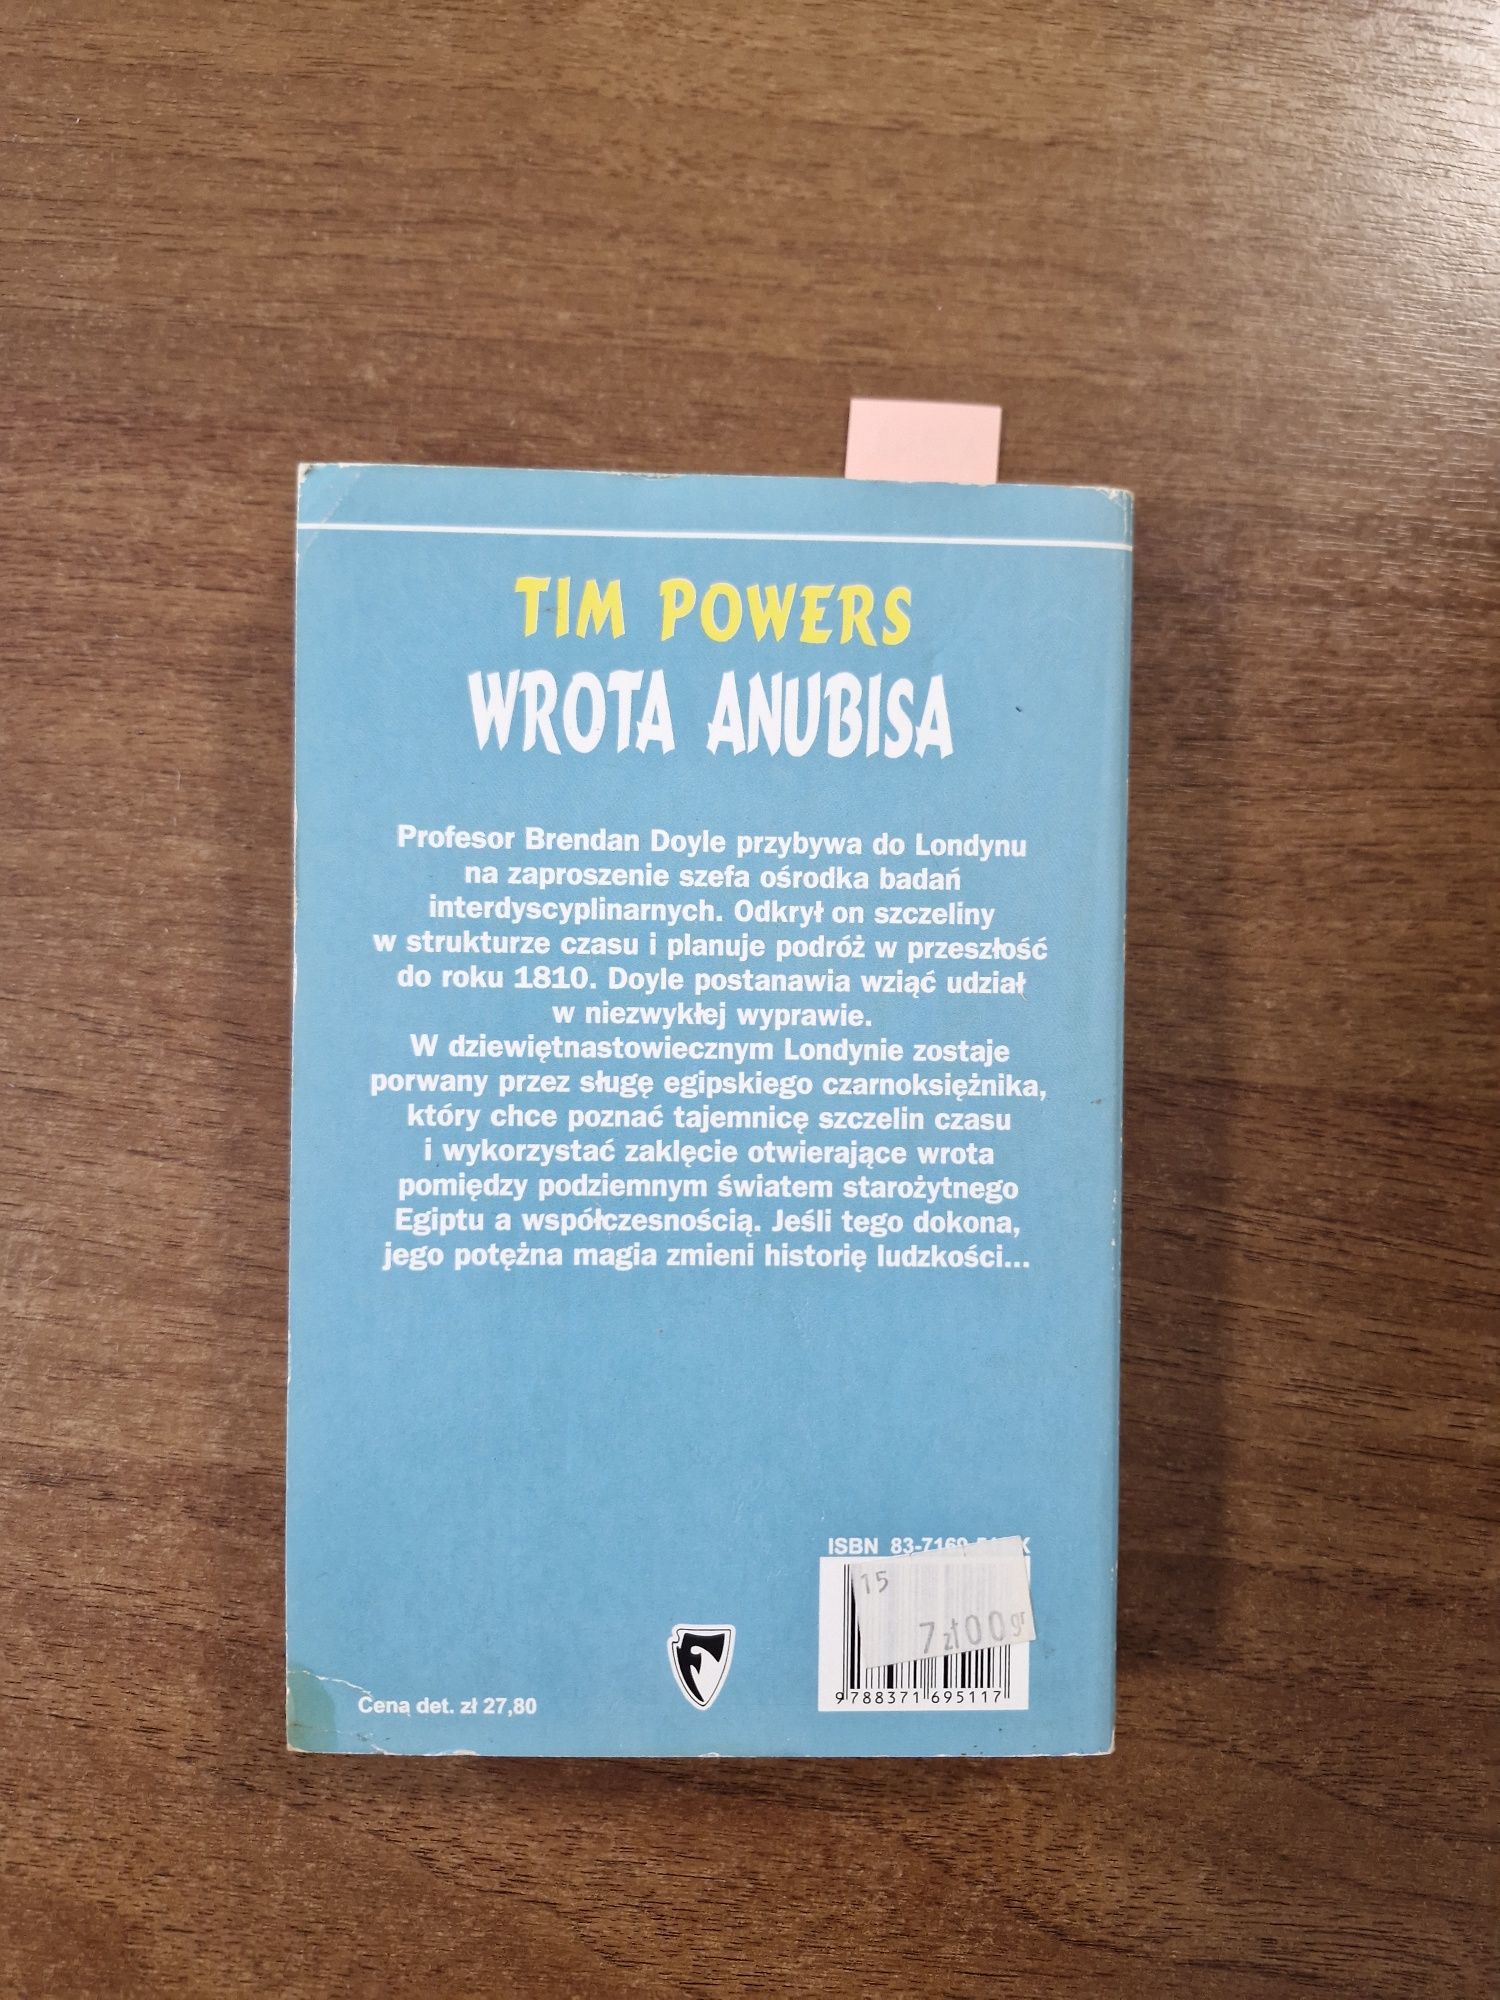 TIM POWERS
WROTA ANUBISA
Profesor Brendan Doyle przybywa do Londynu
na zaproszenie szefa ośrodka badań
interdyscyplinarnych. Odkrył on szczeliny
w strukturze czasu i planuje podróż w przeszłość
do roku 1810. Doyle postanawia wziąć udział
w niezwykłej wyprawie.
W dziewiętnastowiecznym Londynie zostaje
porwany przez sługę egipskiego czarnoksiężnika,
który chce poznać tajemnicę szczelin czasu
i wykorzystać zaklęcie otwierające wrota
pomiędzy podziemnym światem starożytnego
Egiptu a współczesnością. Jeśli tego dokona,
jego potężna magia zmieni historię ludzkości...
ISBN
15
7 zł 00 gr
9 788371 695117
Cena det. zł 27,80